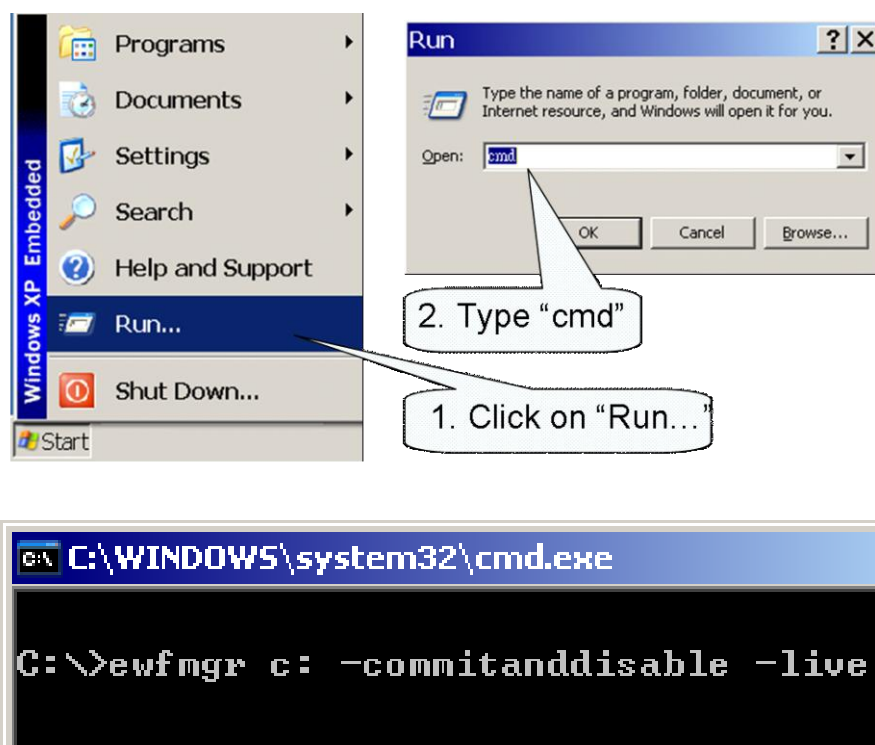 Programs
Documents
Settings
Search
Help and Support
Run...
Shut Down...
Windows XP Embedded
Start
Run
Type the name of a program, folder, document, or
Internet resource, and Windows will open it for you.
Open: cmd
OK Cancel Browse...
2. Type “cmd”
1. Click on “Run...”
C:\WINDOWS\system32\cmd.exe
C:\>ewfmgr c: -commitanddisable -live